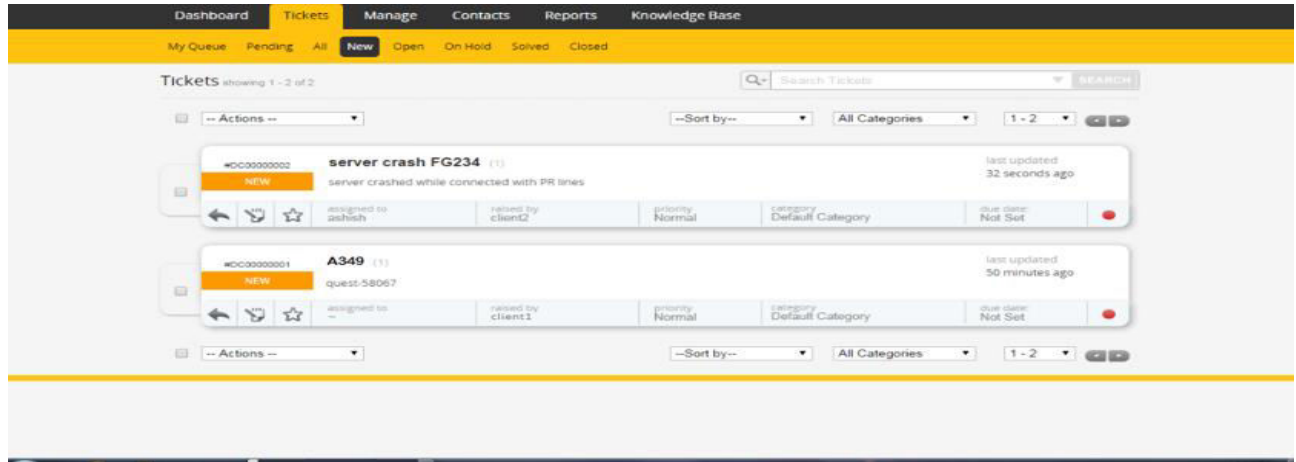 Dashboard Tickets Manage Contacts Reports Knowledge Base
My Queue Pending All New Open On Hold Solved Closed
Tickets showing 1 - 2 of 2 Search Tickets SEARCH
-- Actions -- --Sort by-- All Categories 1 - 2
#DC00000002 server crash FG234 (1) last updated
NEW server crashed while connected with PR lines 32 seconds ago
assigned to raised by priority category due date:
ashish client2 Normal Default Category Not Set
#DC00000001 A349 (1) last updated
NEW quest-58067 50 minutes ago
assigned to raised by priority category due date:
-- client1 Normal Default Category Not Set
-- Actions -- --Sort by-- All Categories 1 - 2